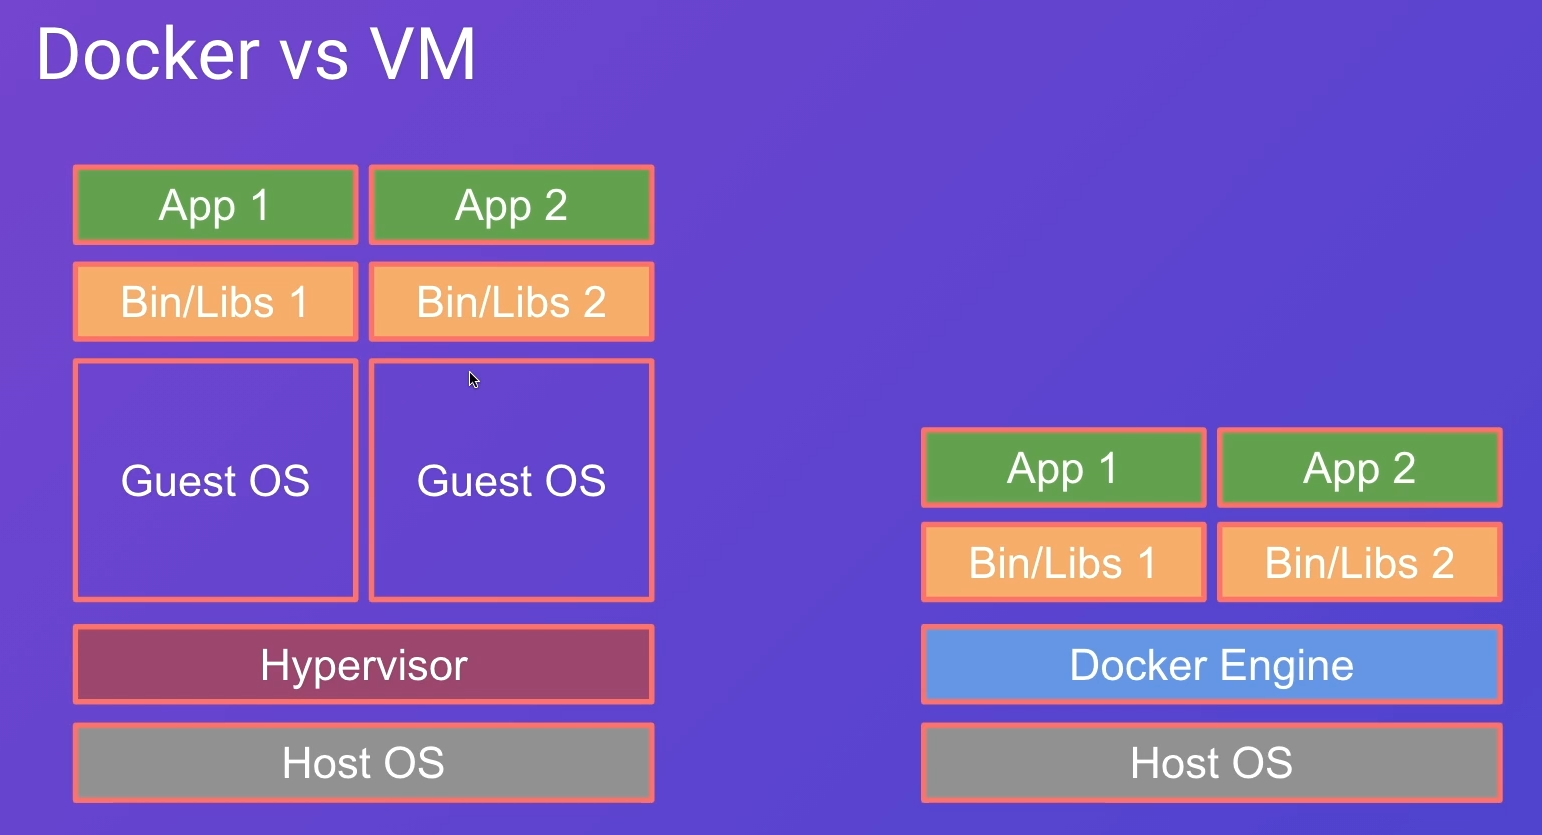 Docker vs VM
App 1
App 2
Bin/Libs 1
Bin/Libs 2
Guest OS
Guest OS
Hypervisor
Host OS
App 1
App 2
Bin/Libs 1
Bin/Libs 2
Docker Engine
Host OS